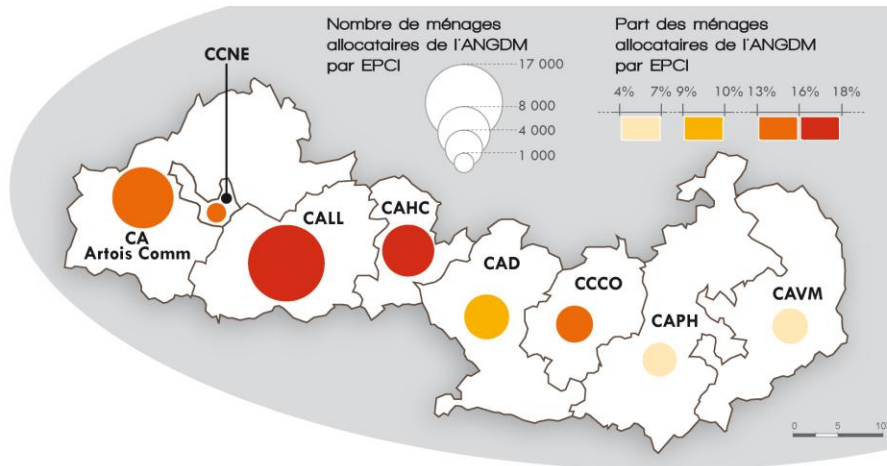 Nombre de ménages
allocataires de l'ANGDM
par EPCI
17 000
8 000
4 000
1 000
Part des ménages
allocataires de l'ANGDM
par EPCI
4% 7% 9% 10% 13% 16% 18%
CCNE
CA
Artois Comm
CALL
CAHC
CAD
CCCO
CAPH
CAVM
0 5 10